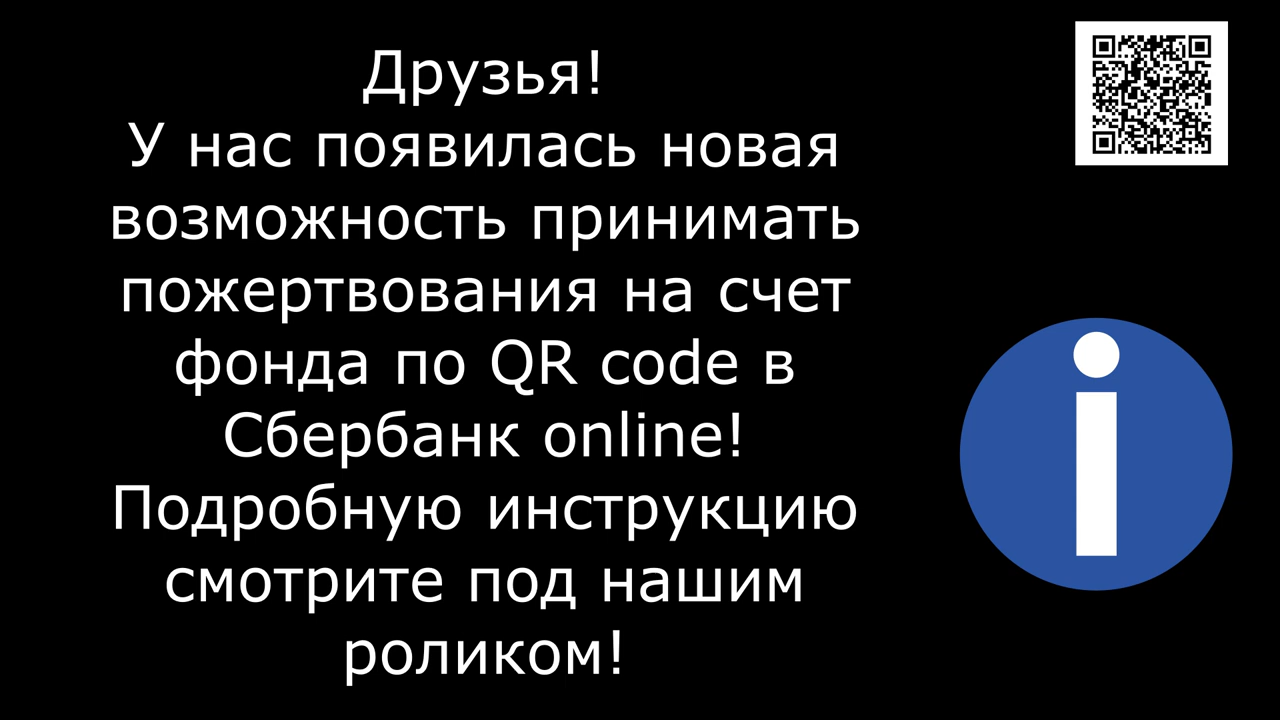 Друзья!
У нас появилась новая
возможность принимать
пожертвования на счет
фонда по QR code в
Сбербанк online!
Подробную инструкцию
смотрите под нашим
роликом!